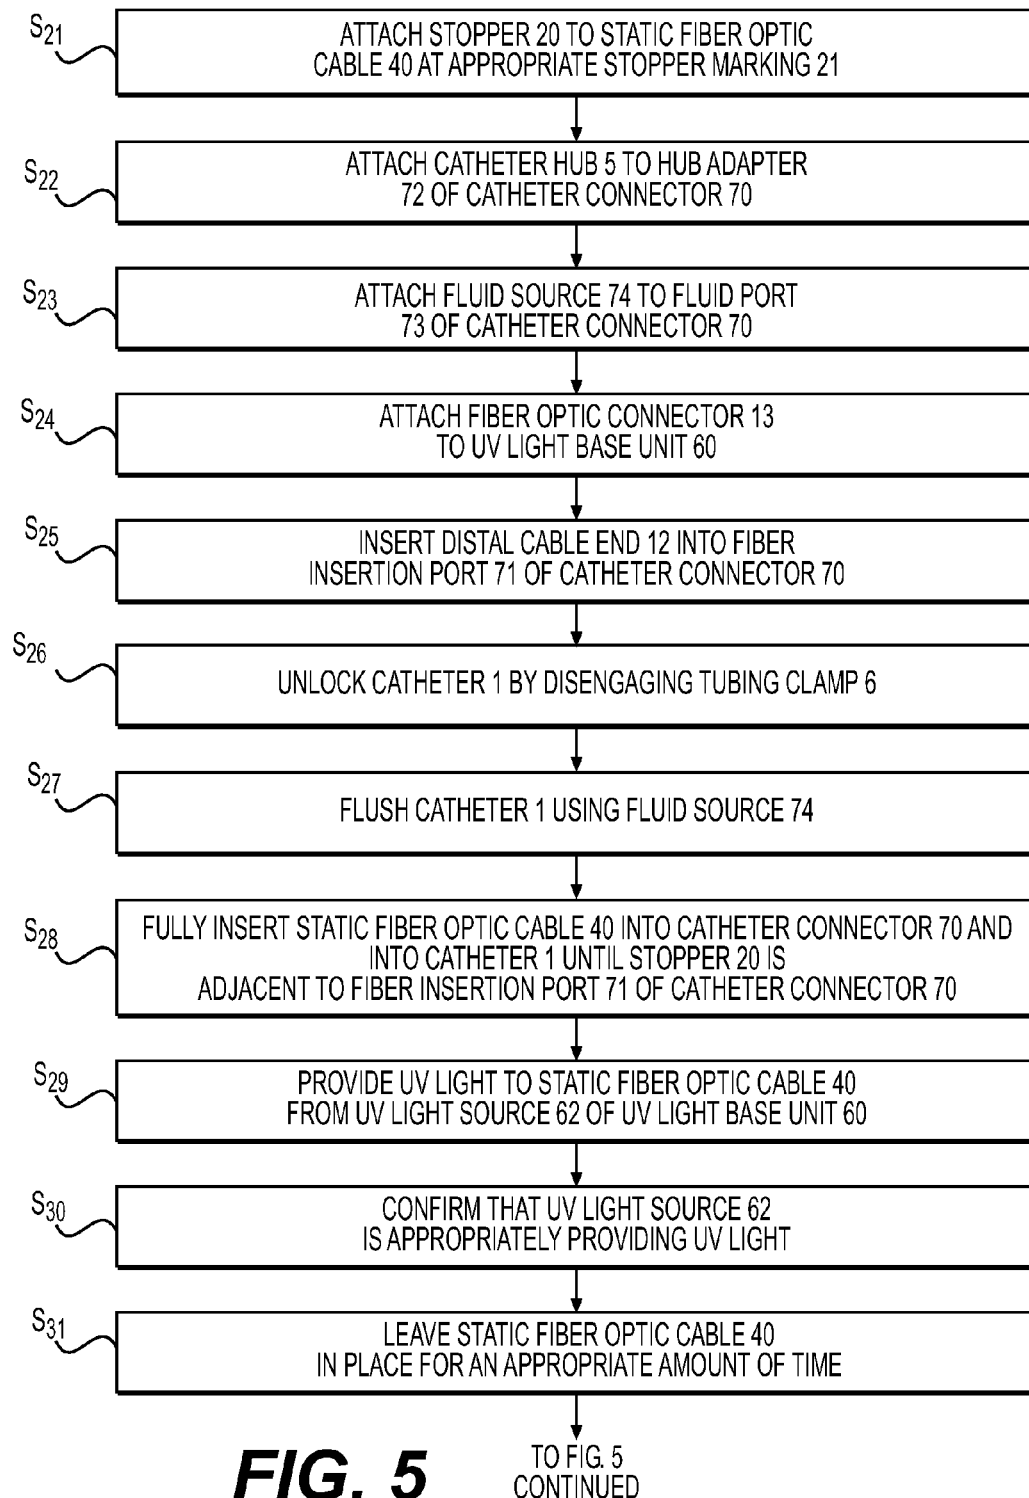 S21
ATTACH STOPPER 20 TO STATIC FIBER OPTIC
CABLE 40 AT APPROPRIATE STOPPER MARKING 21
S22
ATTACH CATHETER HUB 5 TO HUB ADAPTER
72 OF CATHETER CONNECTOR 70
S23
ATTACH FLUID SOURCE 74 TO FLUID PORT
73 OF CATHETER CONNECTOR 70
S24
ATTACH FIBER OPTIC CONNECTOR 13
TO UV LIGHT BASE UNIT 60
S25
INSERT DISTAL CABLE END 12 INTO FIBER
INSERTION PORT 71 OF CATHETER CONNECTOR 70
S26
UNLOCK CATHETER 1 BY DISENGAGING TUBING CLAMP 6
S27
FLUSH CATHETER 1 USING FLUID SOURCE 74
S28
FULLY INSERT STATIC FIBER OPTIC CABLE 40 INTO CATHETER CONNECTOR 70 AND
INTO CATHETER 1 UNTIL STOPPER 20 IS
ADJACENT TO FIBER INSERTION PORT 71 OF CATHETER CONNECTOR 70
S29
PROVIDE UV LIGHT TO STATIC FIBER OPTIC CABLE 40
FROM UV LIGHT SOURCE 62 OF UV LIGHT BASE UNIT 60
S30
CONFIRM THAT UV LIGHT SOURCE 62
IS APPROPRIATELY PROVIDING UV LIGHT
S31
LEAVE STATIC FIBER OPTIC CABLE 40
IN PLACE FOR AN APPROPRIATE AMOUNT OF TIME
FIG. 5
TO FIG. 5
CONTINUED